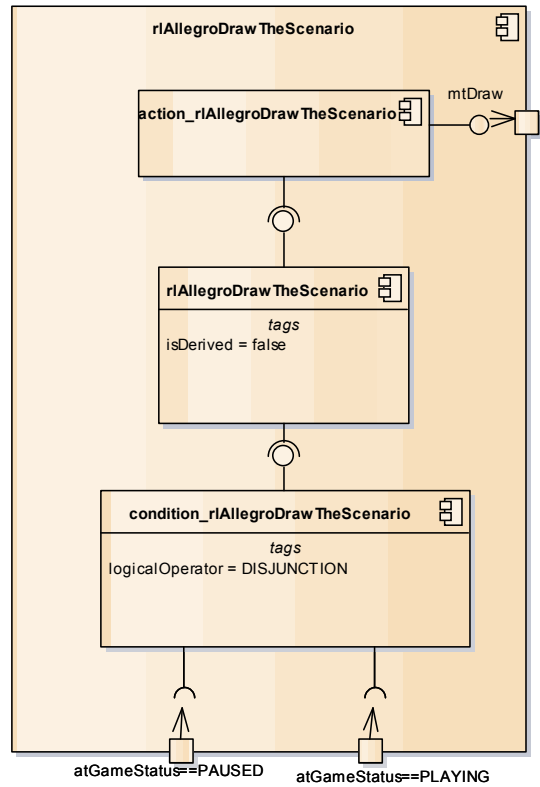 rlAllegroDrawTheScenario
mtDraw
action_rlAllegroDrawTheScenario
rlAllegroDrawTheScenario
tags
isDerived = false
condition_rlAllegroDrawTheScenario
tags
logicalOperator = DISJUNCTION
atGameStatus==PAUSED
atGameStatus==PLAYING